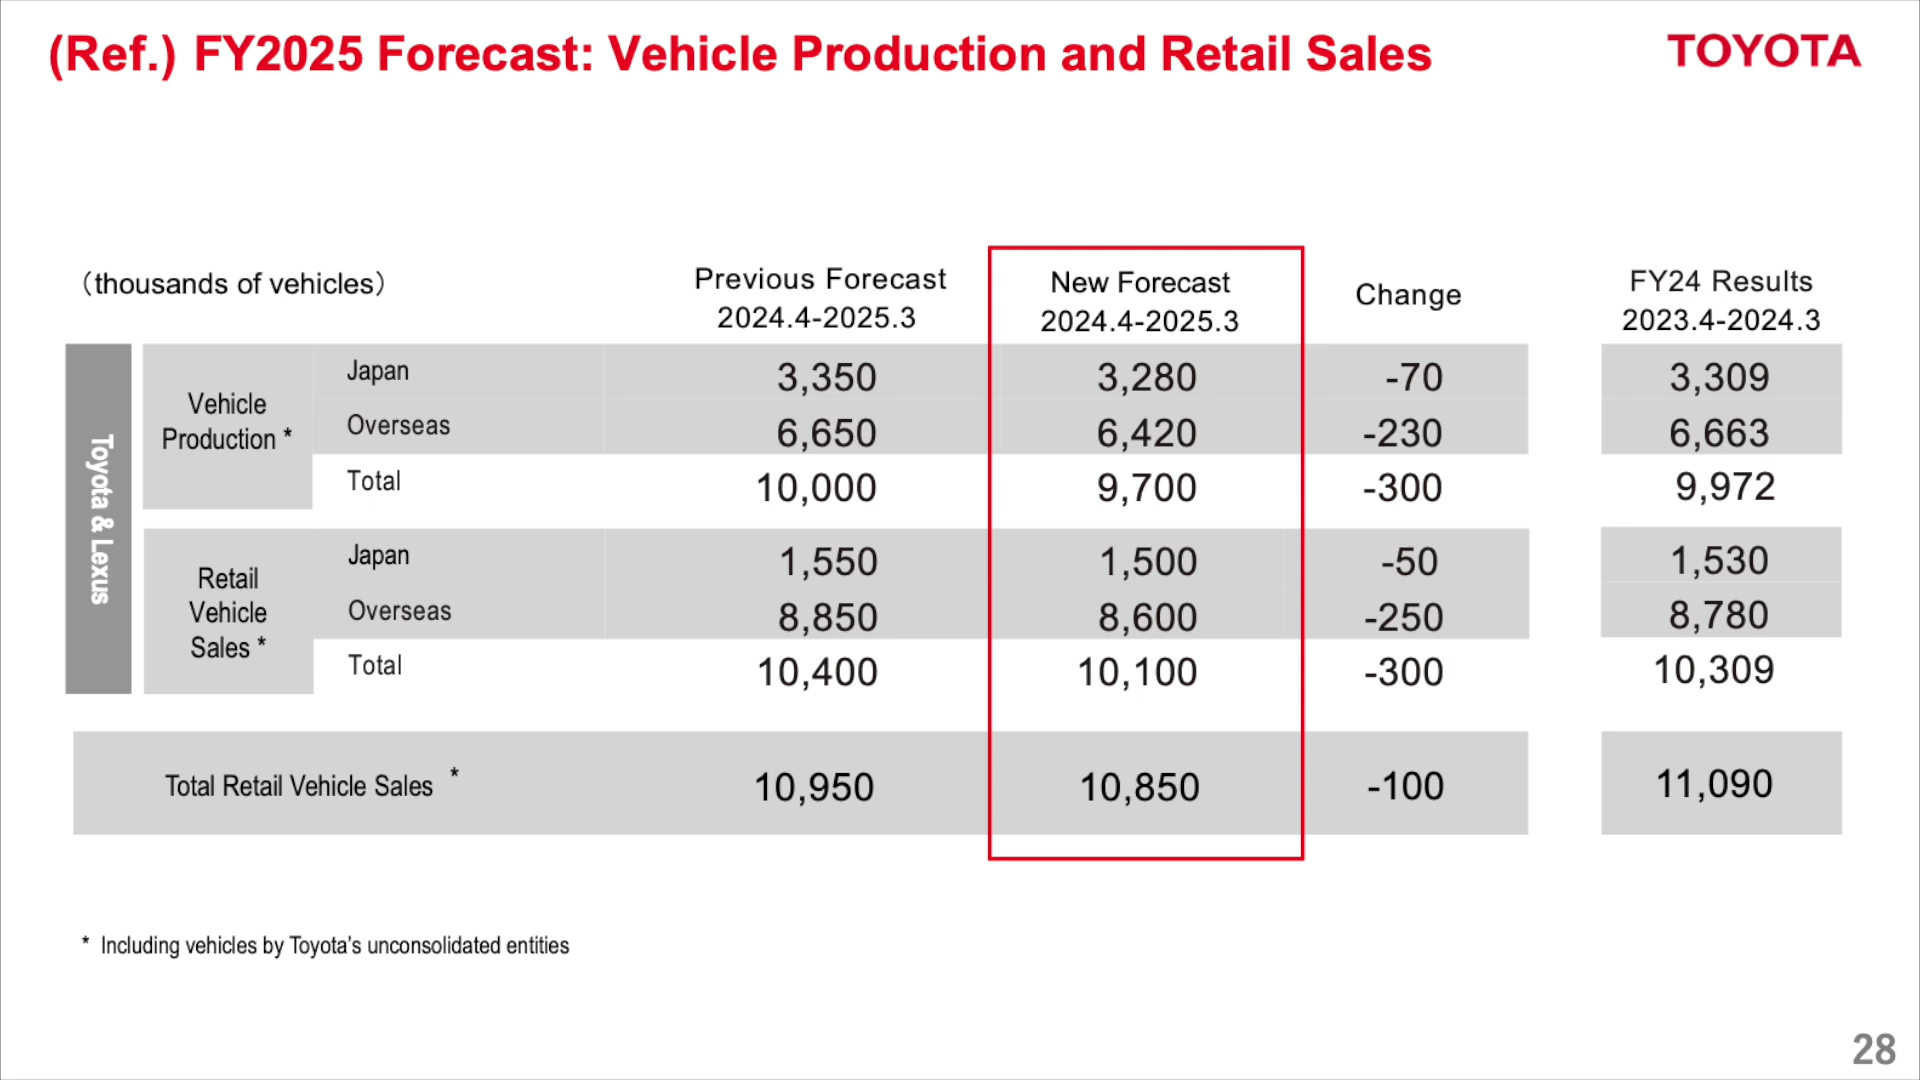 (Ref.) FY2025 Forecast: Vehicle Production and Retail Sales
TOYOTA
（thousands of vehicles）
Previous Forecast
2024.4-2025.3
New Forecast
2024.4-2025.3
Change
FY24 Results
2023.4-2024.3
Toyota & Lexus
Vehicle
Production *
Japan 3,350 3,280 -70 3,309
Overseas 6,650 6,420 -230 6,663
Total 10,000 9,700 -300 9,972
Retail
Vehicle
Sales *
Japan 1,550 1,500 -50 1,530
Overseas 8,850 8,600 -250 8,780
Total 10,400 10,100 -300 10,309
Total Retail Vehicle Sales * 10,950 10,850 -100 11,090
* Including vehicles by Toyota's unconsolidated entities
28